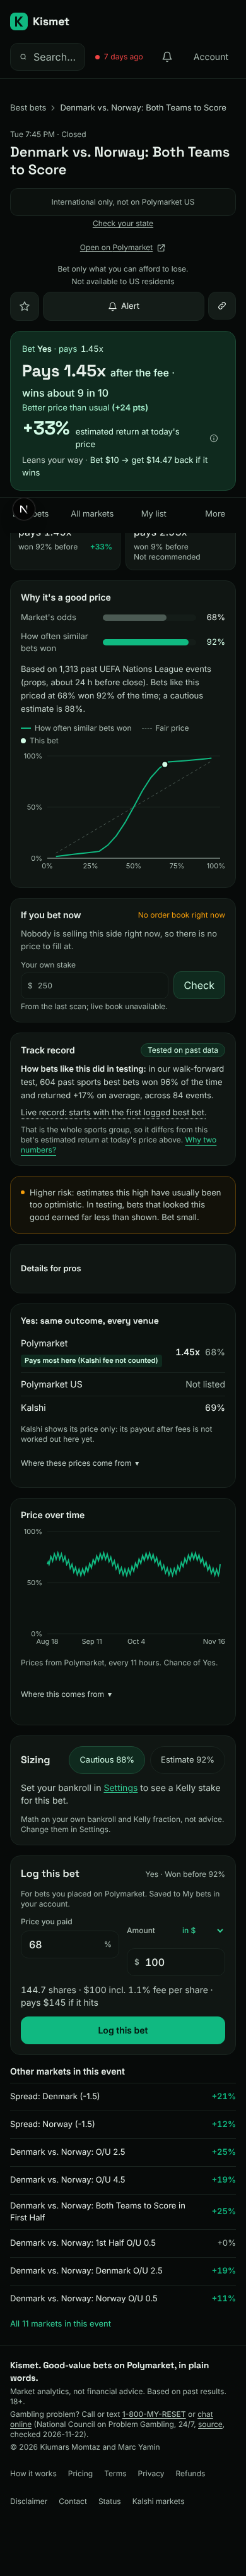 K Kismet
Search...
7 days ago
Account
Best bets > Denmark vs. Norway: Both Teams to Score
Tue 7:45 PM · Closed
Denmark vs. Norway: Both Teams
to Score
International only, not on Polymarket US
Check your state
Open on Polymarket
Bet only what you can afford to lose.
Not available to US residents
Alert
Bet Yes · pays 1.45x
Pays 1.45x after the fee ·
wins about 9 in 10
Better price than usual (+24 pts)
+33% estimated return at today's
price
Leans your way · Bet $10 → get $14.47 back if it
wins
N
bets
All markets
My list
More
won 92% before +33%
won 9% before
Not recommended
Why it's a good price
Market's odds 68%
How often similar
bets won 92%
Based on 1,313 past UEFA Nations League events
(props, about 24 h before close). Bets like this
priced at 68% won 92% of the time; a cautious
estimate is 88%.
How often similar bets won
Fair price
This bet
100%
50%
0%
0% 25% 50% 75% 100%
If you bet now
No order book right now
Nobody is selling this side right now, so there is no
price to fill at.
Your own stake
$ 250
Check
From the last scan; live book unavailable.
Track record
Tested on past data
How bets like this did in testing: in our walk-forward
test, 604 past sports best bets won 96% of the time
and returned +17% on average, across 84 events.
Live record: starts with the first logged best bet.
That is the whole sports group, so it differs from this
bet's estimated return at today's price above. Why two
numbers?
Higher risk: estimates this high have usually been
too optimistic. In testing, bets that looked this
good earned far less than shown. Bet small.
Details for pros
Yes: same outcome, every venue
Polymarket
Pays most here (Kalshi fee not counted)
1.45x 68%
Polymarket US Not listed
Kalshi 69%
Kalshi shows its price only: its payout after fees is not
worked out here yet.
Where these prices come from ▾
Price over time
100%
50%
0%
Aug 18 Sep 11 Oct 4 Nov 16
Prices from Polymarket, every 11 hours. Chance of Yes.
Where this comes from ▾
Sizing
Cautious 88%
Estimate 92%
Set your bankroll in Settings to see a Kelly stake
for this bet.
Math on your own bankroll and Kelly fraction, not advice.
Change them in Settings.
Log this bet
Yes · Won before 92%
For bets you placed on Polymarket. Saved to My bets in
your account.
Price you paid
Amount
in $
68 %
$ 100
144.7 shares · $100 incl. 1.1% fee per share ·
pays $145 if it hits
Log this bet
Other markets in this event
Spread: Denmark (-1.5) +21%
Spread: Norway (-1.5) +12%
Denmark vs. Norway: O/U 2.5 +25%
Denmark vs. Norway: O/U 4.5 +19%
Denmark vs. Norway: Both Teams to Score in
First Half +25%
Denmark vs. Norway: 1st Half O/U 0.5 +0%
Denmark vs. Norway: Denmark O/U 2.5 +19%
Denmark vs. Norway: Norway O/U 0.5 +11%
All 11 markets in this event
Kismet. Good-value bets on Polymarket, in plain
words.
Market analytics, not financial advice. Based on past results.
18+.
Gambling problem? Call or text 1-800-MY-RESET or chat
online (National Council on Problem Gambling, 24/7, source,
checked 2026-11-22).
© 2026 Kiumars Momtaz and Marc Yamin
How it works
Pricing
Terms
Privacy
Refunds
Disclaimer
Contact
Status
Kalshi markets